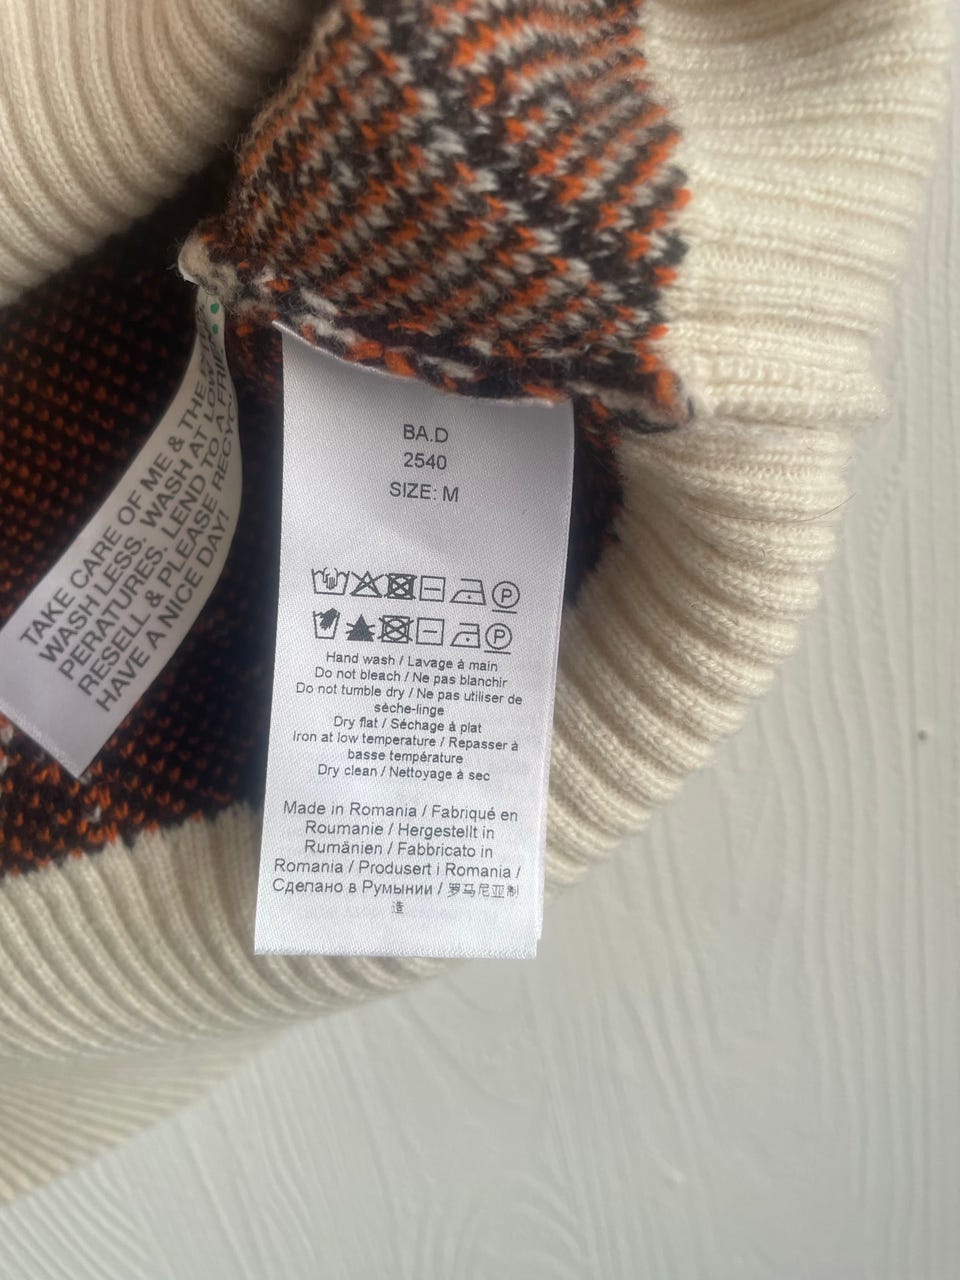 TAKE CARE OF ME & THE
WASH LESS. WASH AT LOW
PERATURES. LEND TO A
RESELL & PLEASE
HAVE A NICE DAY!
BA.D
2540
SIZE: M
P
P
Hand wash / Lavage à main
Do not bleach / Ne pas blanchir
Do not tumble dry / Ne pas utiliser de
sèche-linge
Dry flat / Séchage à plat
Iron at low temperature / Repasser à
basse température
Dry clean / Nettoyage à sec
Made in Romania / Fabriqué en
Roumanie / Hergestellt in
Rumänien / Fabbricato in
Romania / Produsert i Romania /
Сделано в Румынии / 罗马尼亚制
造